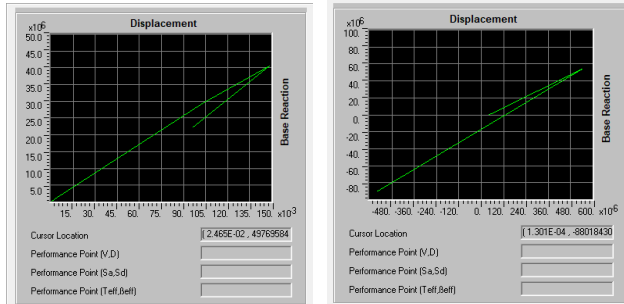 Displacement
x10⁶
50.0
45.0
40.0
35.0
30.0
25.0
20.0
15.0
10.0
5.0
Base Reaction
15. 30. 45. 60. 75. 90. 105. 120. 135. 150. x10³
Cursor Location ( 2.465E-02 , 49769584
Performance Point (V,D)
Performance Point (Sa,Sd)
Performance Point (Teff,βeff)
Displacement
x10⁶
100.
80.
60.
40.
20.
0.
-20.
-40.
-60.
-80.
Base Reaction
-480. -360. -240. -120. 0.0 120. 240. 360. 480. 600. x10⁶
Cursor Location ( 1.301E-04 , -88018430
Performance Point (V,D)
Performance Point (Sa,Sd)
Performance Point (Teff,βeff)